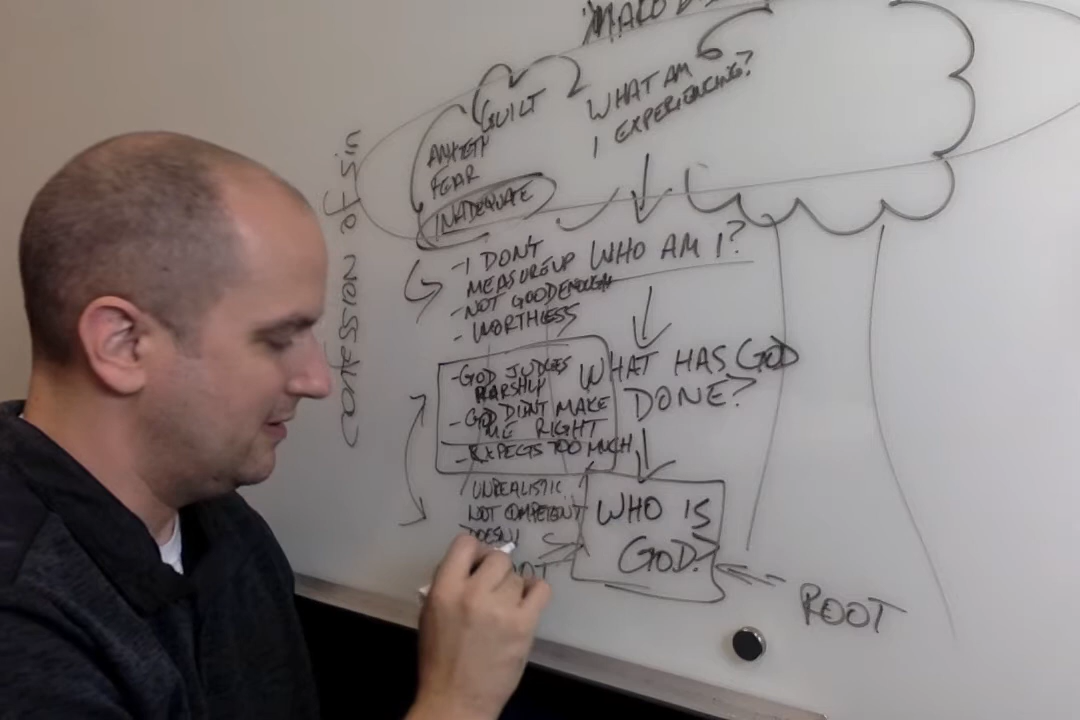 GUILT
ANXIETY
FEAR
INADEQUATE
WHAT AM
I EXPERIENCING?
CONFESSION OF Sin
- I DONT
MEASURE UP
- NOT GOOD ENOUGH
- WORTHLESS
WHO AM I?
- GOD JUDGES
HARSHLY
- GOD DIDNT MAKE
ME RIGHT
- EXPECTS TOO MUCH
WHAT HAS GOD
DONE?
UNREALISTIC
NOT COMPETENT
DOESN'
WHO IS
GOD?
ROOT